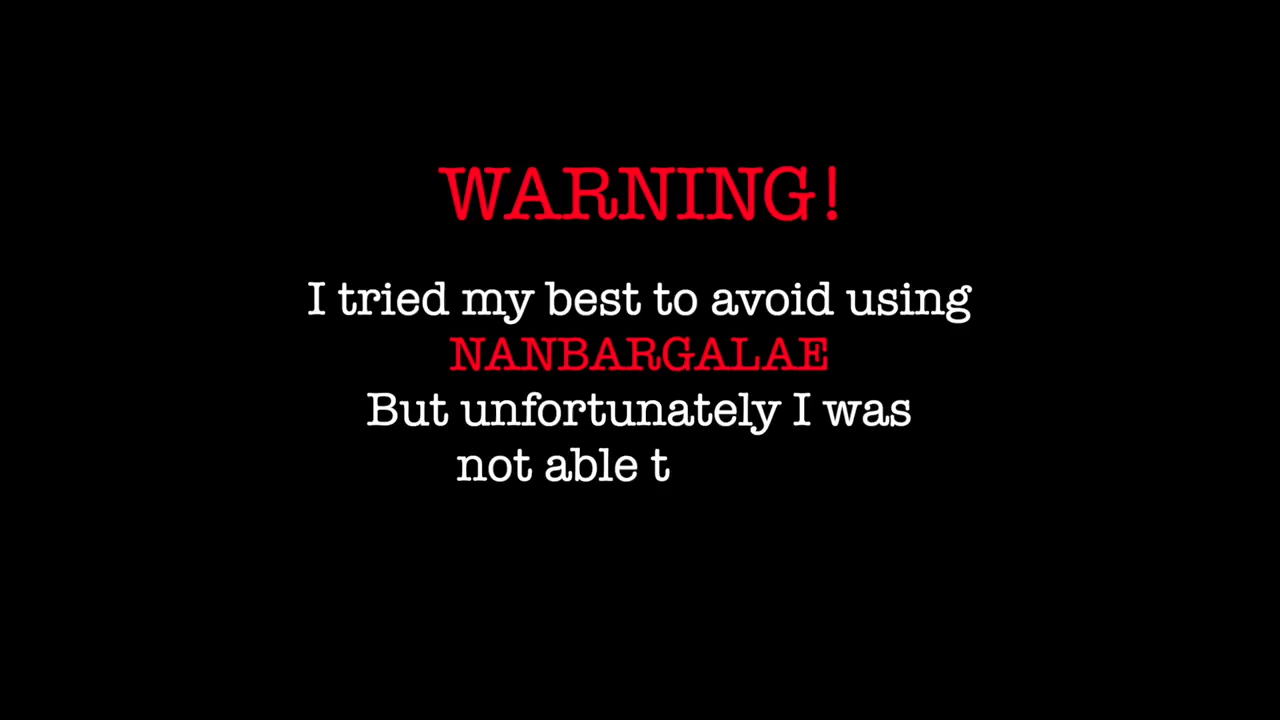 WARNING!
I tried my best to avoid using
NANBARGALAE
But unfortunately I was
not able t